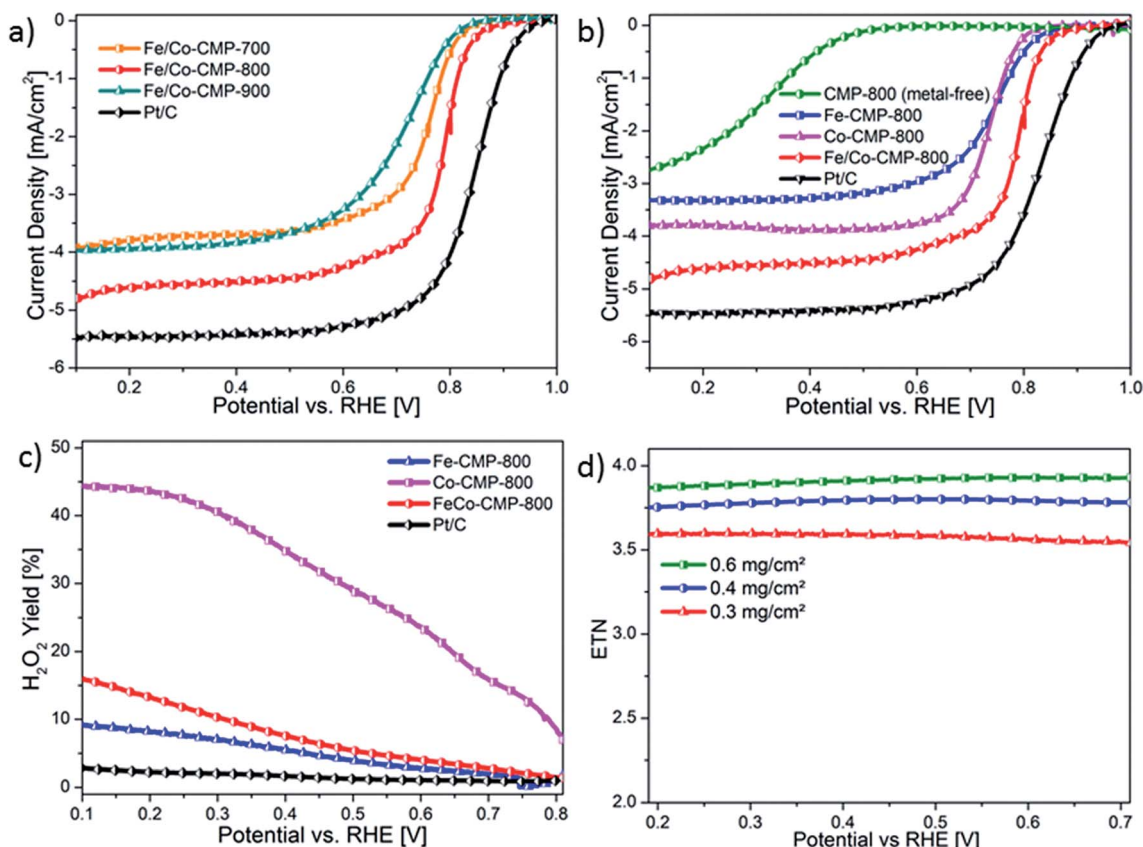 a)
Fe/Co-CMP-700
Fe/Co-CMP-800
Fe/Co-CMP-900
Pt/C
Current Density [mA/cm²]
0
-1
-2
-3
-4
-5
-6
0.2 0.4 0.6 0.8 1.0
Potential vs. RHE [V]
b)
CMP-800 (metal-free)
Fe-CMP-800
Co-CMP-800
Fe/Co-CMP-800
Pt/C
Current Density [mA/cm²]
0
-1
-2
-3
-4
-5
-6
0.2 0.4 0.6 0.8 1.0
Potential vs. RHE [V]
c)
Fe-CMP-800
Co-CMP-800
FeCo-CMP-800
Pt/C
H₂O₂ Yield [%]
50
40
30
20
10
0
0.1 0.2 0.3 0.4 0.5 0.6 0.7 0.8
Potential vs. RHE [V]
d)
0.6 mg/cm²
0.4 mg/cm²
0.3 mg/cm²
ETN
4.0
3.5
3.0
2.5
2.0
0.2 0.3 0.4 0.5 0.6 0.7
Potential vs RHE [V]